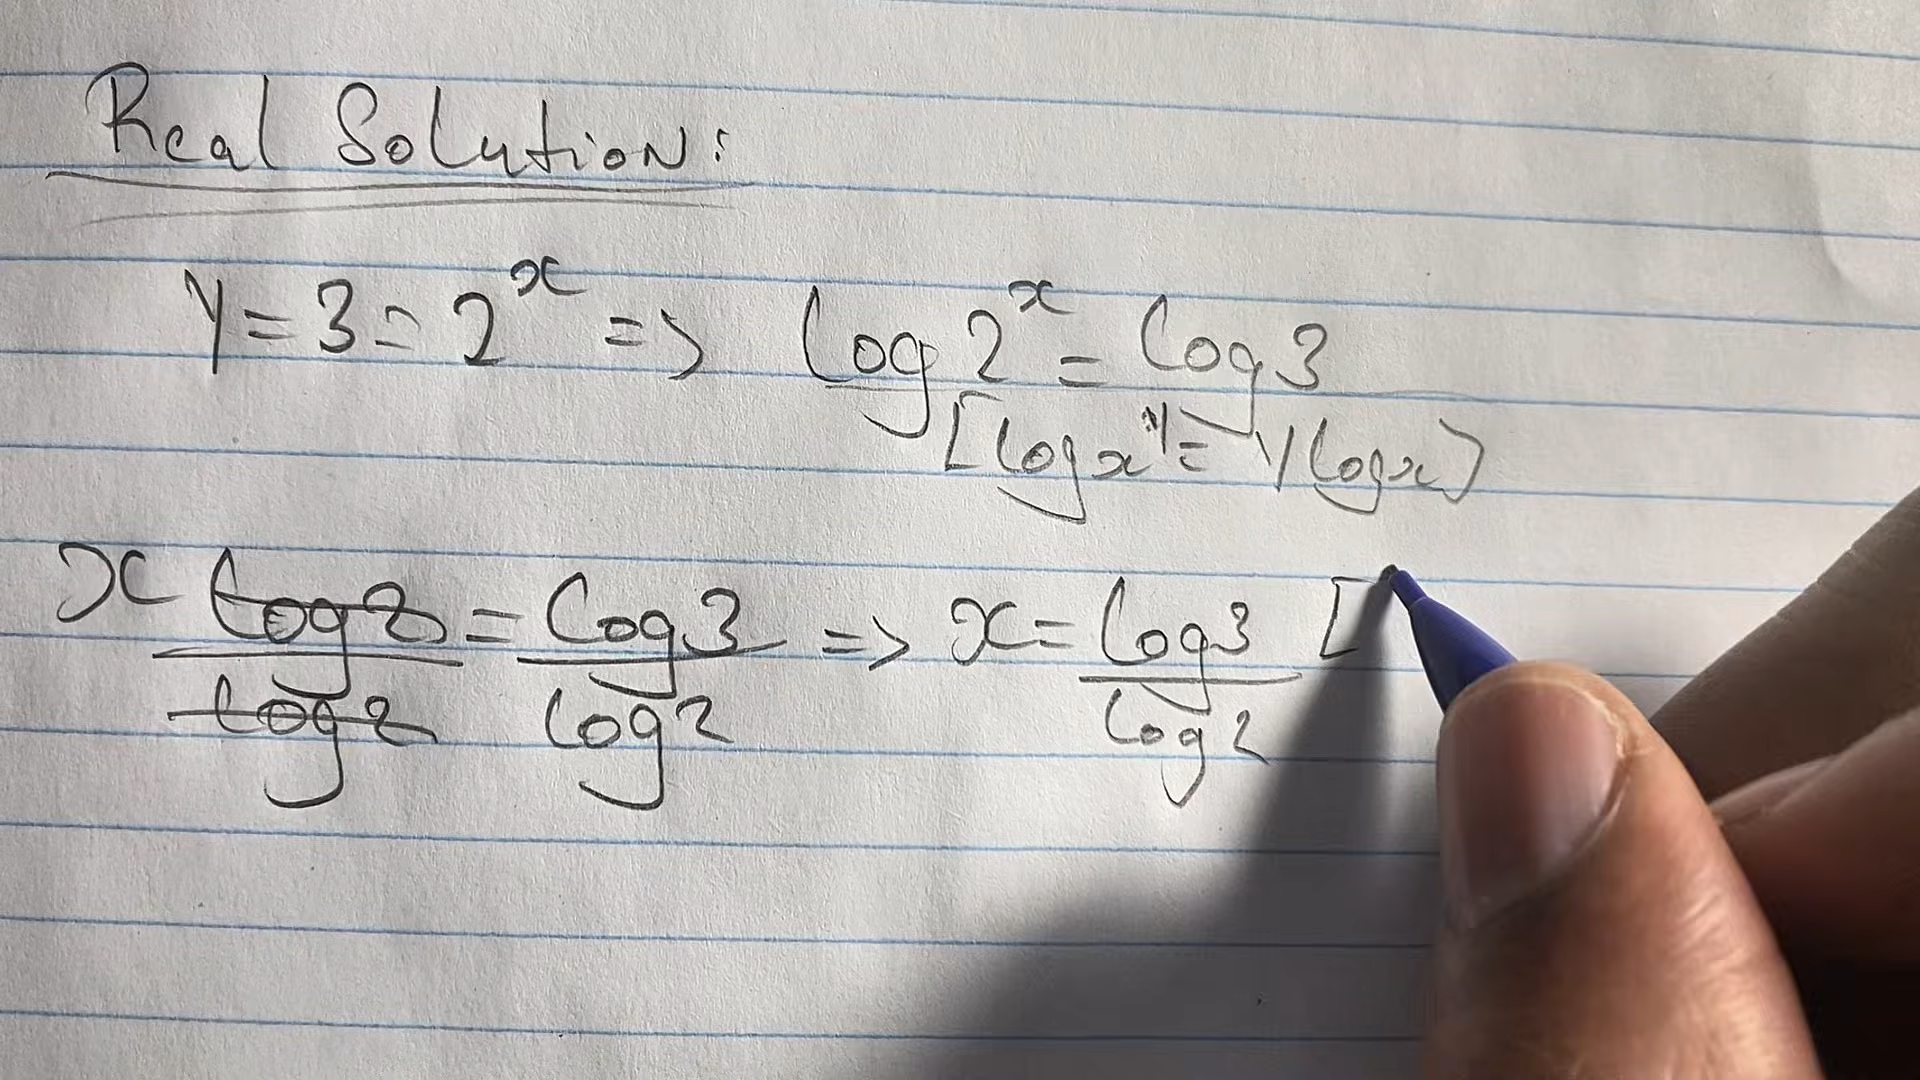 Real Solution:
y = 3 = 2^x => log 2^x = log 3
[log x^y = y log x]
x log 2 / log 2 = log 3 / log 2 => x = log 3 / log 2 [